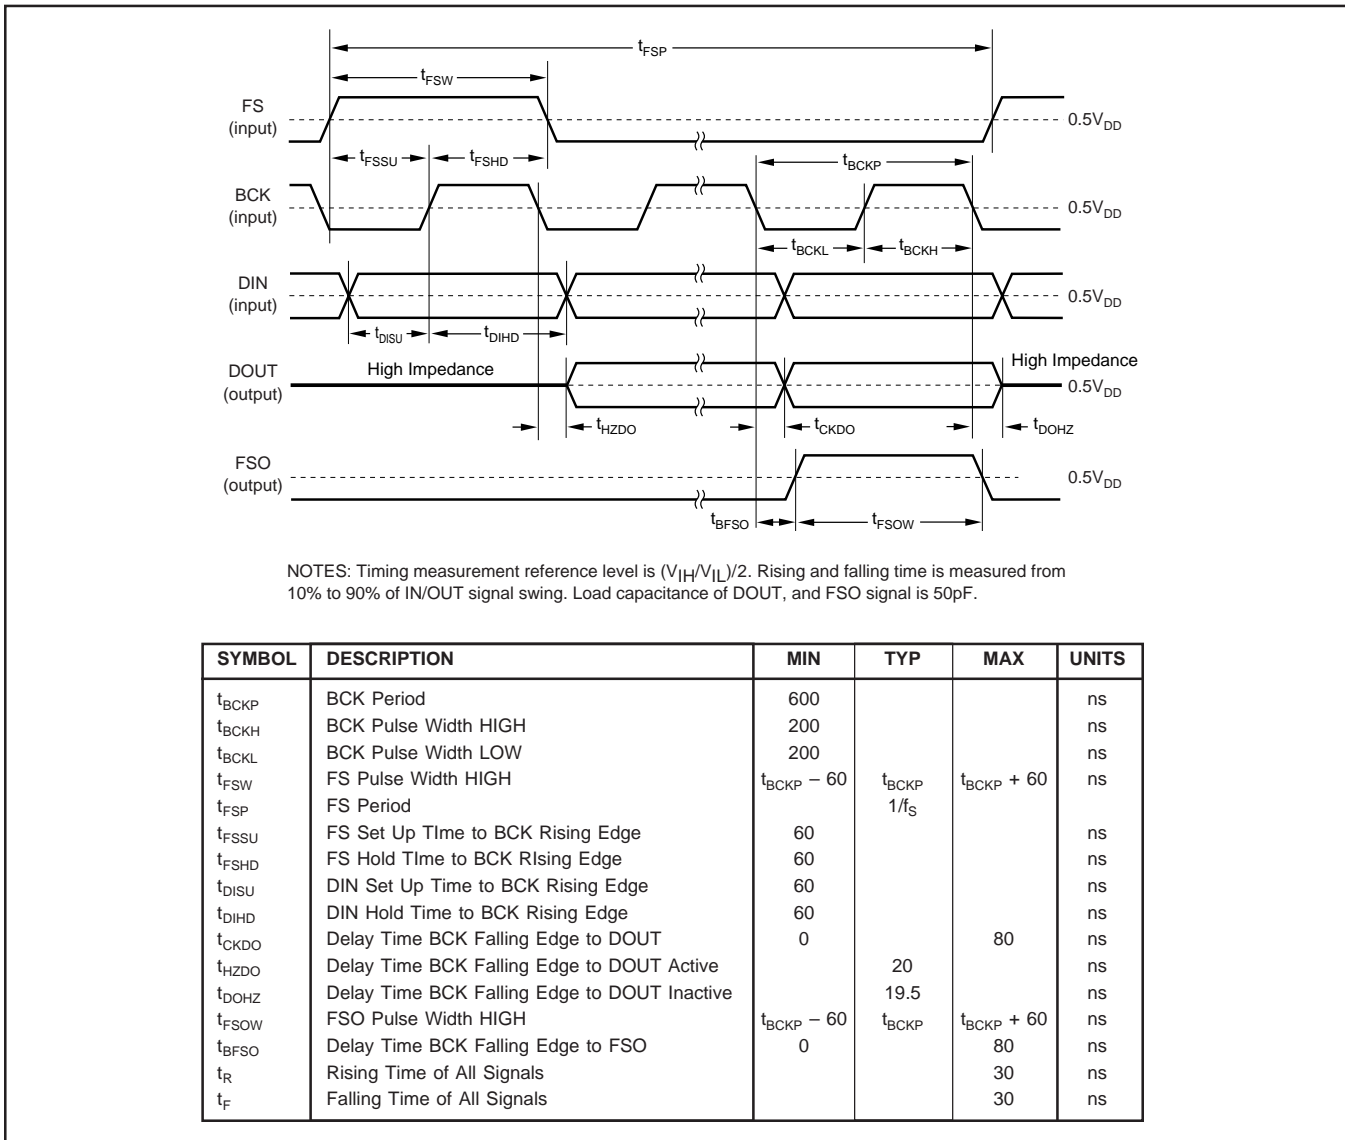 tFSP
tFSW
FS
(input)
0.5VDD
tFSSU
tFSHD
tBCKP
BCK
(input)
0.5VDD
tBCKL
tBCKH
DIN
(input)
0.5VDD
tDISU
tDIHD
DOUT
(output)
High Impedance
High Impedance
0.5VDD
tHZDO
tCKDO
tDOHZ
FSO
(output)
0.5VDD
tBFSO
tFSOW
NOTES: Timing measurement reference level is (VIH/VIL)/2. Rising and falling time is measured from
10% to 90% of IN/OUT signal swing. Load capacitance of DOUT, and FSO signal is 50pF.
SYMBOL DESCRIPTION MIN TYP MAX UNITS
tBCKP BCK Period 600 ns
tBCKH BCK Pulse Width HIGH 200 ns
tBCKL BCK Pulse Width LOW 200 ns
tFSW FS Pulse Width HIGH tBCKP – 60 tBCKP tBCKP + 60 ns
tFSP FS Period 1/fS
tFSSU FS Set Up TIme to BCK Rising Edge 60 ns
tFSHD FS Hold TIme to BCK RIsing Edge 60 ns
tDISU DIN Set Up Time to BCK Rising Edge 60 ns
tDIHD DIN Hold Time to BCK Rising Edge 60 ns
tCKDO Delay Time BCK Falling Edge to DOUT 0 80 ns
tHZDO Delay Time BCK Falling Edge to DOUT Active 20 ns
tDOHZ Delay Time BCK Falling Edge to DOUT Inactive 19.5 ns
tFSOW FSO Pulse Width HIGH tBCKP – 60 tBCKP tBCKP + 60 ns
tBFSO Delay Time BCK Falling Edge to FSO 0 80 ns
tR Rising Time of All Signals 30 ns
tF Falling Time of All Signals 30 ns